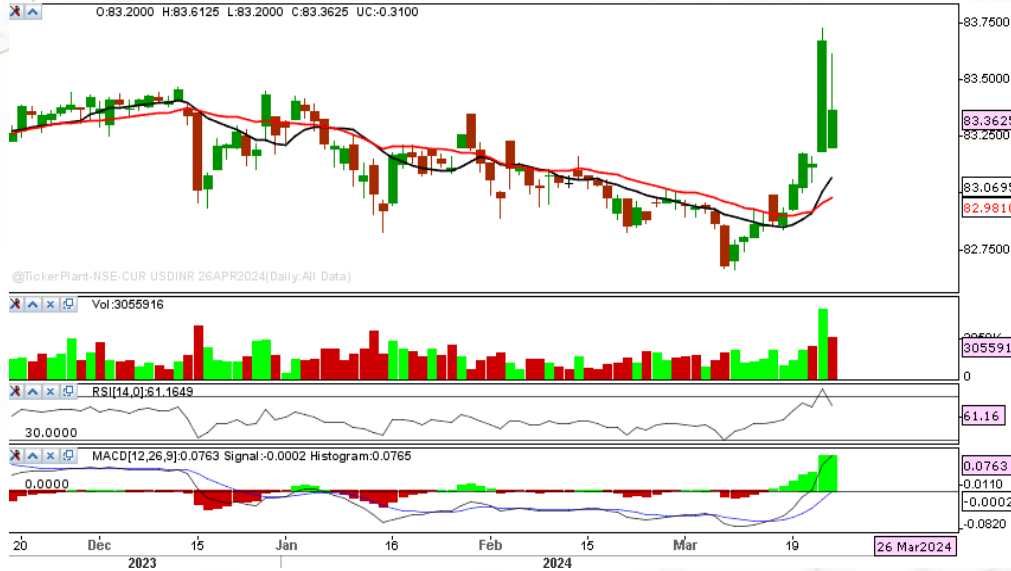 O:83.2000 H:83.6125 L:83.2000 C:83.3625 UC:-0.3100
83.7500
83.5000
83.3625
83.2500
83.0695
82.9810
82.7500
@TickerPlant-NSE-CUR USDINR 26APR2024(Daily:All Data)
Vol:3055916
305591
0
RSI[14,0]:61.1649
61.16
30.0000
MACD[12,26,9]:0.0763 Signal:-0.0002 Histogram:0.0765
0.0763
0.0000
0.0110
-0.0002
-0.0820
20 Dec 15 Jan 16 Feb 15 Mar 19 26 Mar2024
2023 2024